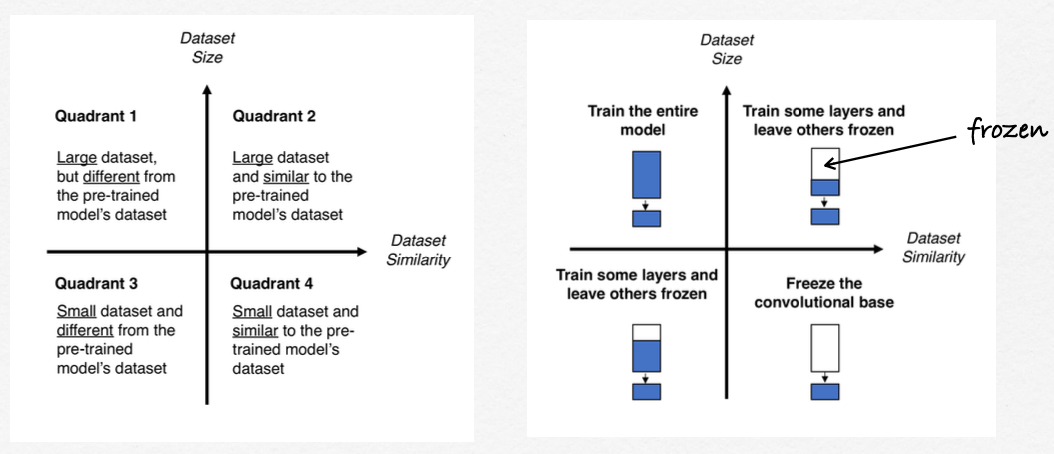 Dataset
Size
Quadrant 1
Large dataset,
but different from
the pre-trained
model's dataset
Quadrant 2
Large dataset
and similar to the
pre-trained
model's dataset
Dataset
Similarity
Quadrant 3
Small dataset and
different from the
pre-trained
model's dataset
Quadrant 4
Small dataset and
similar to the pre-
trained model's
dataset
Dataset
Size
Train the entire
model
Train some layers and
leave others frozen
frozen
Dataset
Similarity
Train some layers and
leave others frozen
Freeze the
convolutional base